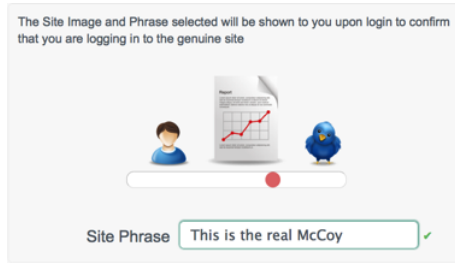 The Site Image and Phrase selected will be shown to you upon login to confirm
that you are logging in to the genuine site
Report
Site Phrase This is the real McCoy